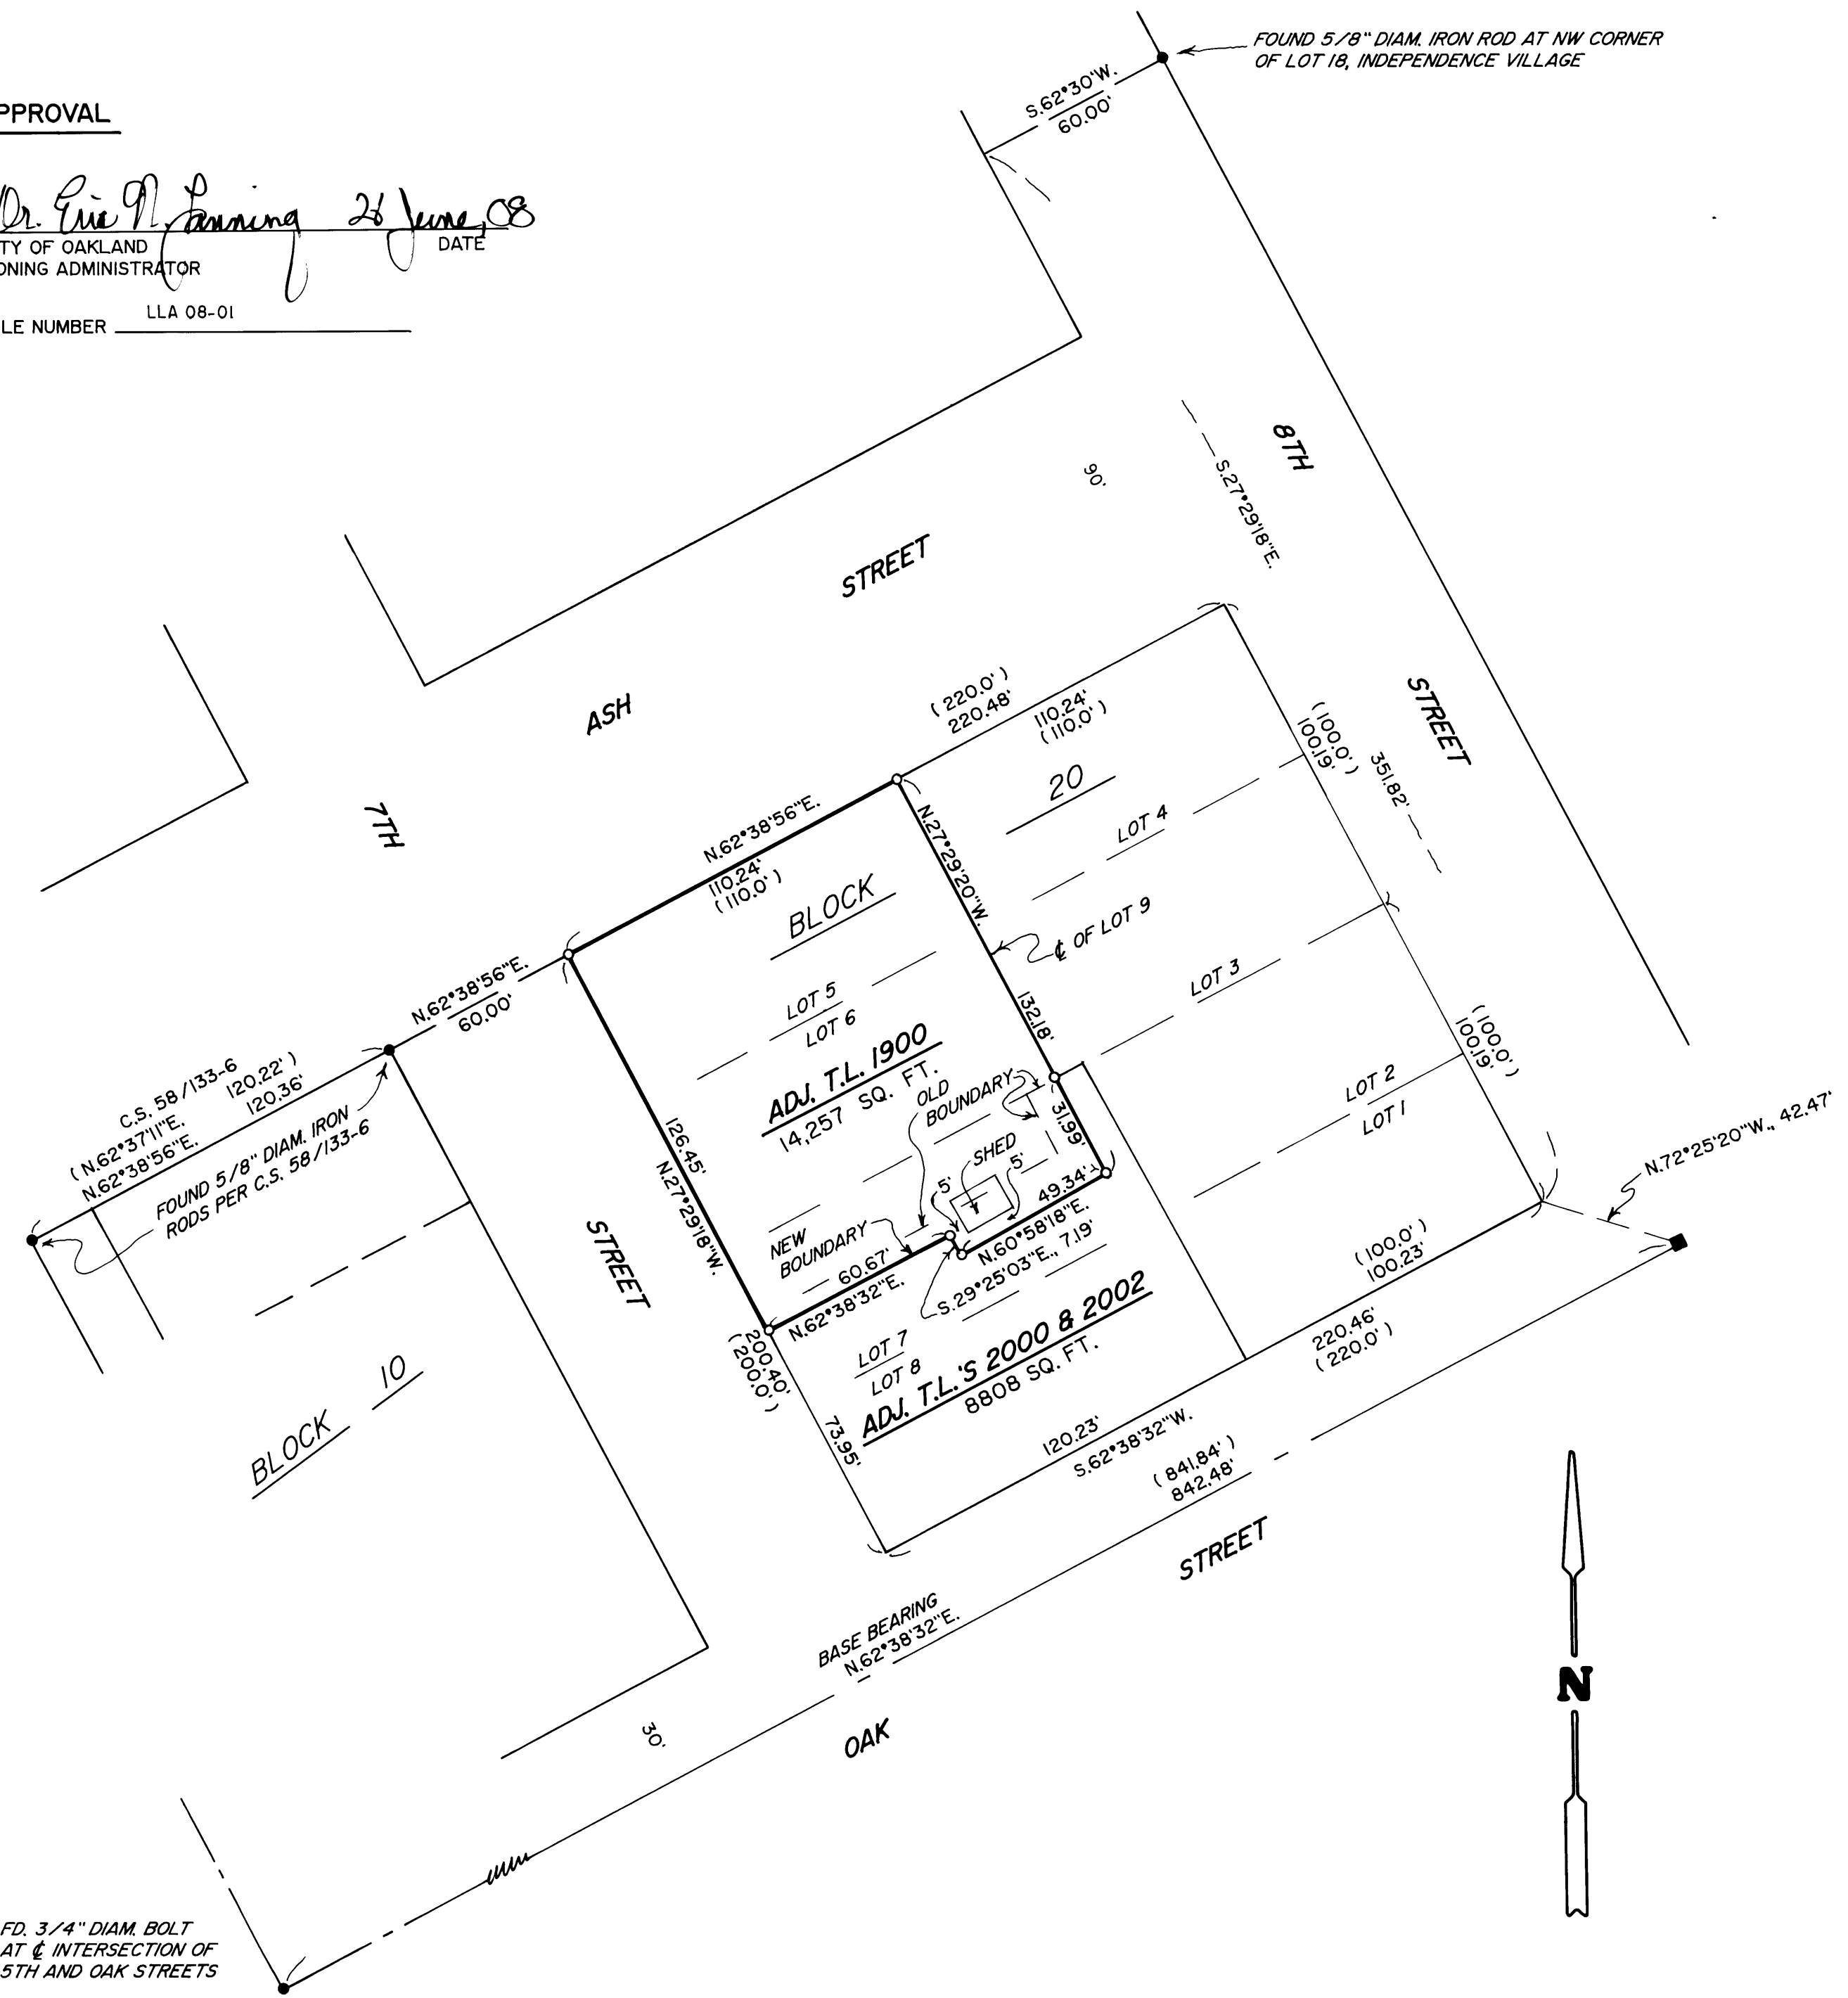 PPROVAL
Dr. Eric N. Lanning 26 June, 08
TY OF OAKLAND
DATE
ONING ADMINISTRATOR
LE NUMBER LLA 08-01
FOUND 5/8" DIAM. IRON ROD AT NW CORNER
OF LOT 18, INDEPENDENCE VILLAGE
S.62°30'W.
60.00'
8TH
STREET
S.27°29'18"E.
351.82'
90'
ASH
STREET
7TH
STREET
( 220.0' )
220.48'
110.24'
( 110.0' )
N.62°38'56"E.
110.24'
( 110.0' )
BLOCK
20
( 100.0' )
100.19'
LOT 4
N.27°29'20"W.
132.18'
℄ OF LOT 9
LOT 3
LOT 5
LOT 6
ADJ. T.L. 1900
14,257 SQ. FT.
N.62°38'56"E.
60.00'
C.S. 58/133-6
( N.62°37'11"E. 120.22' )
N.62°38'56"E. 120.36'
FOUND 5/8" DIAM. IRON
RODS PER C.S. 58/133-6
126.45'
N.27°29'18"W.
OLD
BOUNDARY
31.99'
SHED
5'
5'
49.34'
N.60°58'18"E.
S.29°25'03"E., 7.19'
NEW
BOUNDARY
60.67'
N.62°38'32"E.
LOT 2
LOT 1
( 100.0' )
100.19'
N.72°25'20"W., 42.47'
( 100.0' )
100.23'
220.46'
( 220.0' )
LOT 7
LOT 8
ADJ. T.L.'S 2000 & 2002
8808 SQ. FT.
200.40'
( 200.0' )
73.95'
120.23'
S.62°38'32"W.
( 841.84' )
842.48'
BLOCK 10
BASE BEARING
N.62°38'32"E.
OAK
STREET
30'
N
FD. 3/4" DIAM. BOLT
AT ℄ INTERSECTION OF
5TH AND OAK STREETS